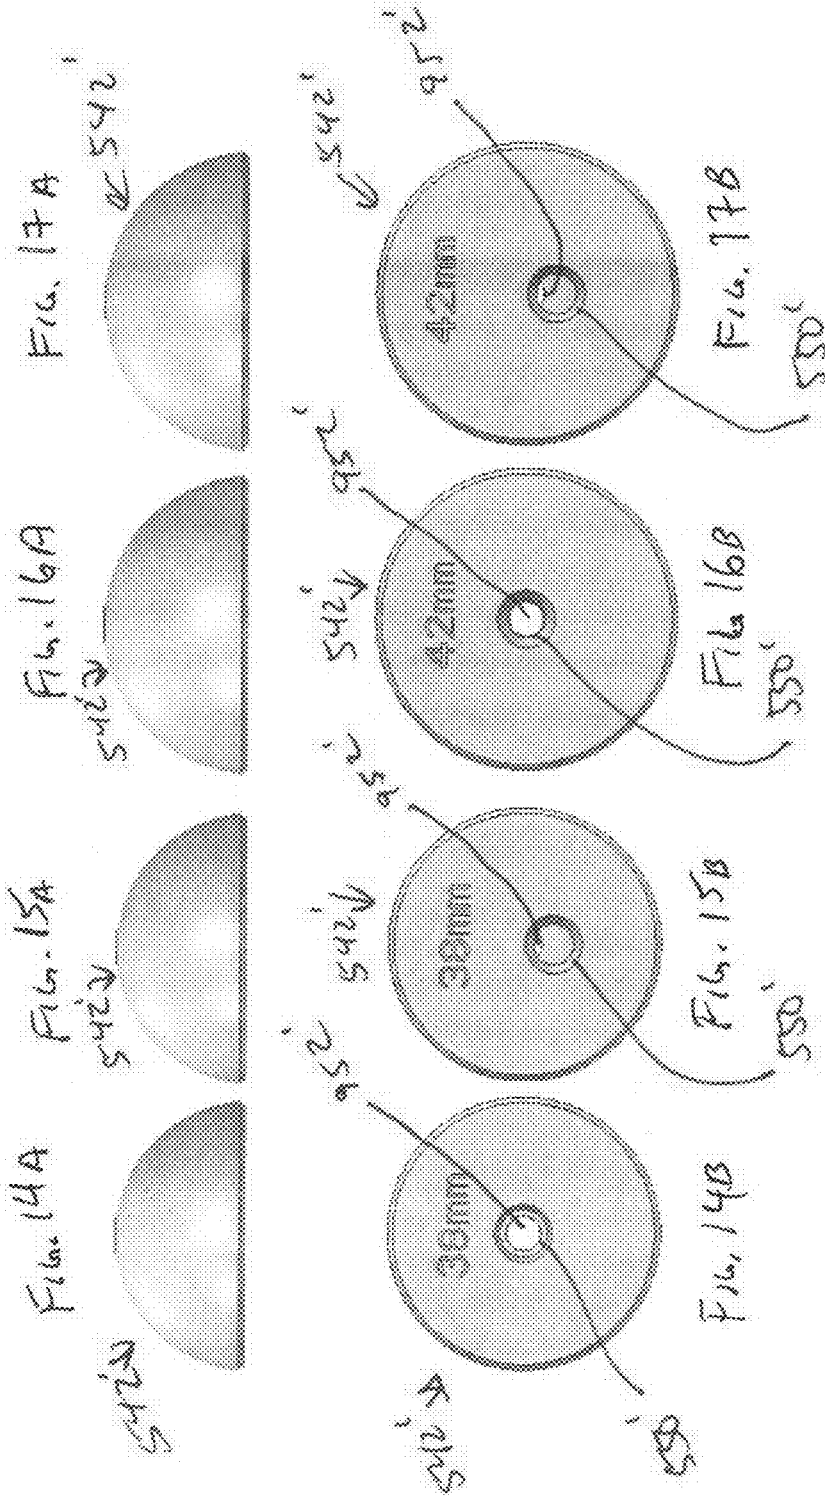 FIG. 14A
FIG. 15A
FIG. 16A
FIG. 17A
542'
542'
542'
542'
952'
952'
952'
952'
542'
542'
542'
542'
38mm
38mm
42mm
42mm
550'
550'
550'
550'
FIG. 14B
FIG. 15B
FIG 16B
FIG. 17B